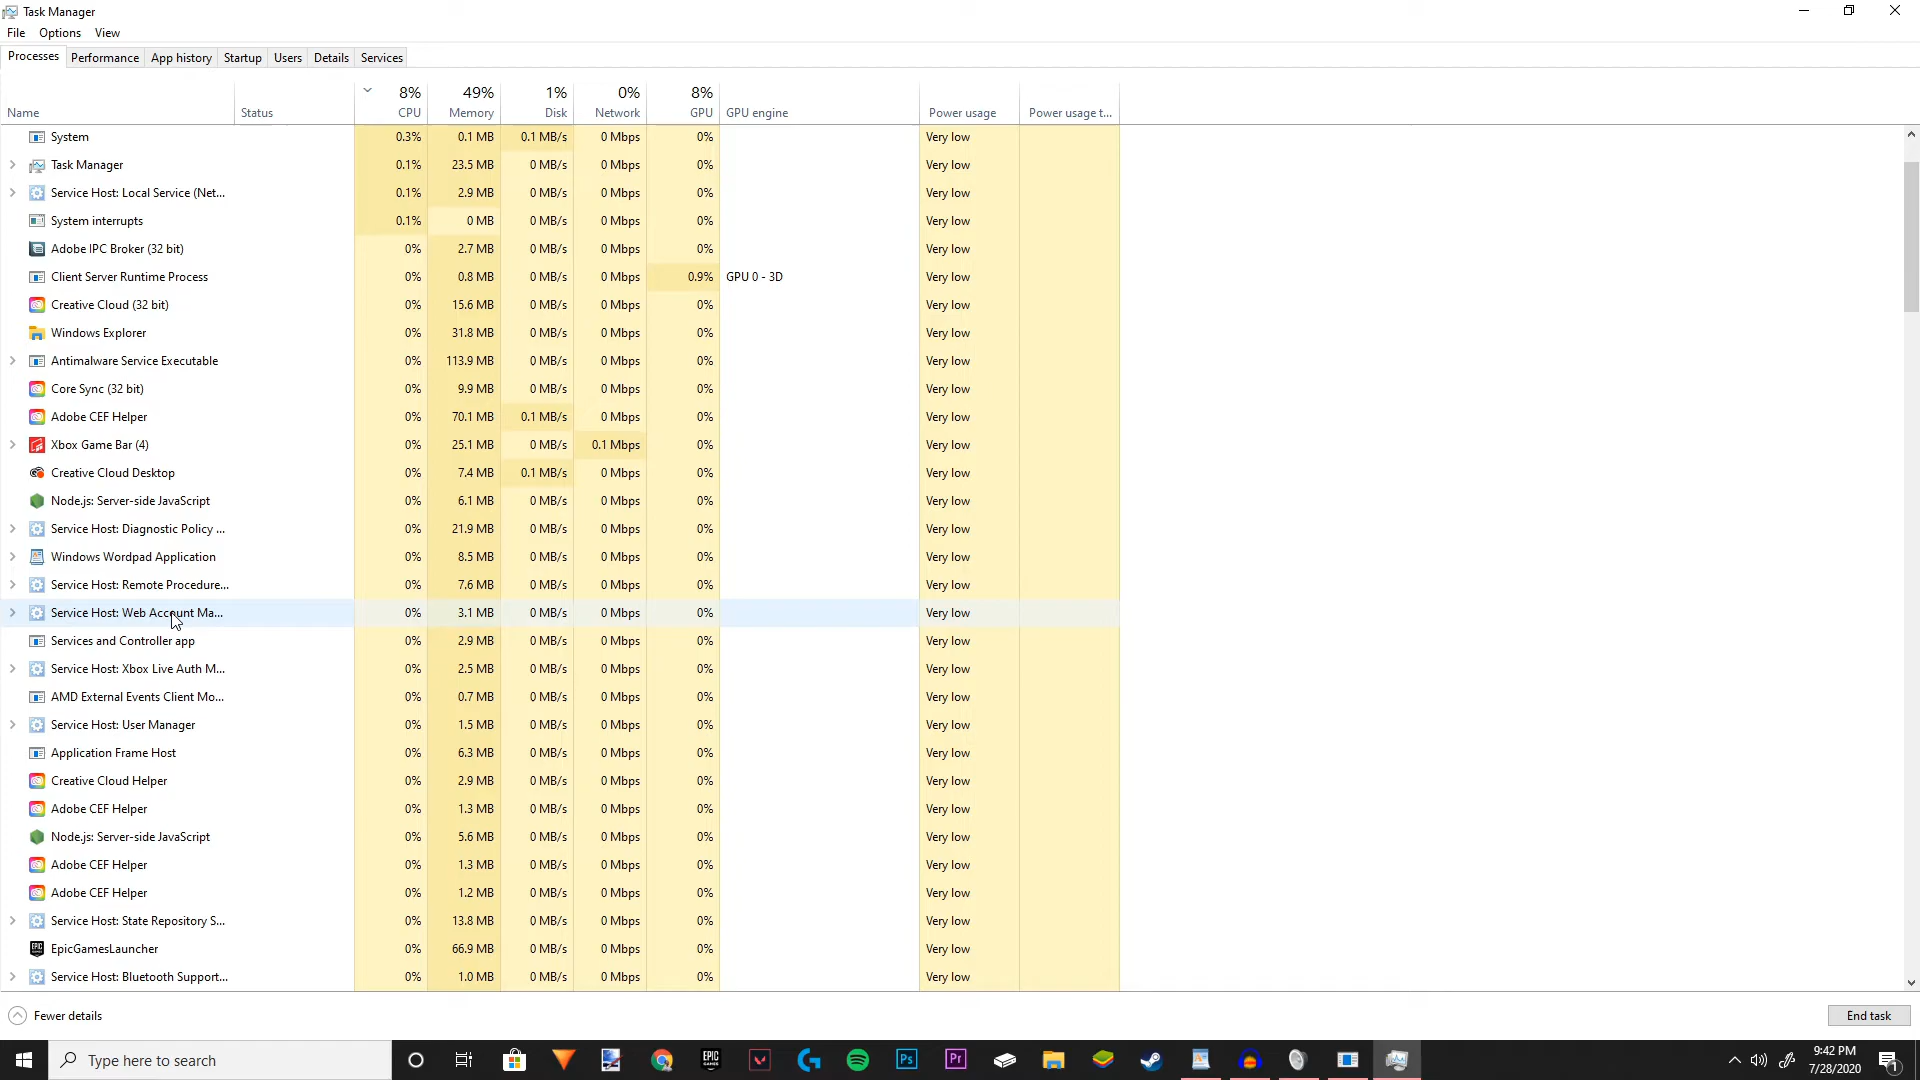 Task Manager
File Options View
Processes Performance App history Startup Users Details Services
8% 49% 1% 0% 8%
Name Status CPU Memory Disk Network GPU GPU engine Power usage Power usage t...
System 0.3% 0.1 MB 0.1 MB/s 0 Mbps 0% Very low
Task Manager 0.1% 23.5 MB 0 MB/s 0 Mbps 0% Very low
Service Host: Local Service (Net... 0.1% 2.9 MB 0 MB/s 0 Mbps 0% Very low
System interrupts 0.1% 0 MB 0 MB/s 0 Mbps 0% Very low
Adobe IPC Broker (32 bit) 0% 2.7 MB 0 MB/s 0 Mbps 0% Very low
Client Server Runtime Process 0% 0.8 MB 0 MB/s 0 Mbps 0.9% GPU 0 - 3D Very low
Creative Cloud (32 bit) 0% 15.6 MB 0 MB/s 0 Mbps 0% Very low
Windows Explorer 0% 31.8 MB 0 MB/s 0 Mbps 0% Very low
Antimalware Service Executable 0% 113.9 MB 0 MB/s 0 Mbps 0% Very low
Core Sync (32 bit) 0% 9.9 MB 0 MB/s 0 Mbps 0% Very low
Adobe CEF Helper 0% 70.1 MB 0.1 MB/s 0 Mbps 0% Very low
Xbox Game Bar (4) 0% 25.1 MB 0 MB/s 0.1 Mbps 0% Very low
Creative Cloud Desktop 0% 7.4 MB 0.1 MB/s 0 Mbps 0% Very low
Node.js: Server-side JavaScript 0% 6.1 MB 0 MB/s 0 Mbps 0% Very low
Service Host: Diagnostic Policy ... 0% 21.9 MB 0 MB/s 0 Mbps 0% Very low
Windows Wordpad Application 0% 8.5 MB 0 MB/s 0 Mbps 0% Very low
Service Host: Remote Procedure... 0% 7.6 MB 0 MB/s 0 Mbps 0% Very low
Service Host: Web Account Ma... 0% 3.1 MB 0 MB/s 0 Mbps 0% Very low
Services and Controller app 0% 2.9 MB 0 MB/s 0 Mbps 0% Very low
Service Host: Xbox Live Auth M... 0% 2.5 MB 0 MB/s 0 Mbps 0% Very low
AMD External Events Client Mo... 0% 0.7 MB 0 MB/s 0 Mbps 0% Very low
Service Host: User Manager 0% 1.5 MB 0 MB/s 0 Mbps 0% Very low
Application Frame Host 0% 6.3 MB 0 MB/s 0 Mbps 0% Very low
Creative Cloud Helper 0% 2.9 MB 0 MB/s 0 Mbps 0% Very low
Adobe CEF Helper 0% 1.3 MB 0 MB/s 0 Mbps 0% Very low
Node.js: Server-side JavaScript 0% 5.6 MB 0 MB/s 0 Mbps 0% Very low
Adobe CEF Helper 0% 1.3 MB 0 MB/s 0 Mbps 0% Very low
Adobe CEF Helper 0% 1.2 MB 0 MB/s 0 Mbps 0% Very low
Service Host: State Repository S... 0% 13.8 MB 0 MB/s 0 Mbps 0% Very low
EpicGamesLauncher 0% 66.9 MB 0 MB/s 0 Mbps 0% Very low
Service Host: Bluetooth Support... 0% 1.0 MB 0 MB/s 0 Mbps 0% Very low
Fewer details End task
Type here to search EPIC Ps Pr 9:42 PM
7/28/2020 1